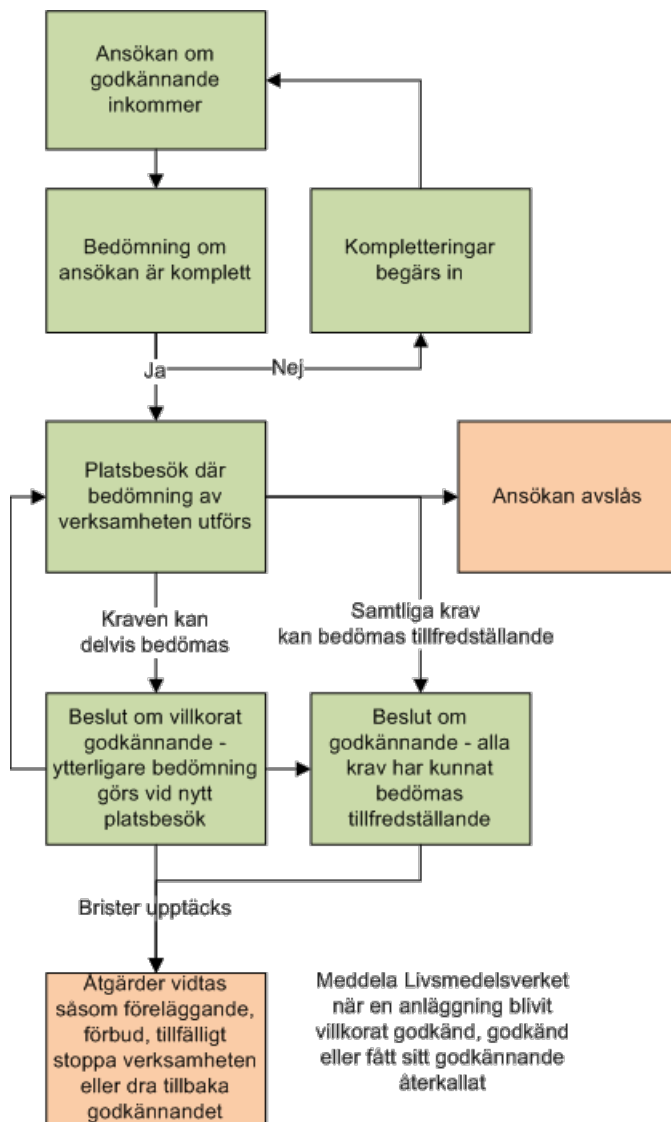 Ansökan om
godkännande
inkommer
Bedömning om
ansökan är komplett
Kompletteringar
begärs in
Ja
Nej
Platsbesök där
bedömning av
verksamheten utförs
Ansökan avslås
Kraven kan
delvis bedömas
Samtliga krav
kan bedömas tillfredställande
Beslut om villkorat
godkännande -
ytterligare bedömning
görs vid nytt
platsbesök
Beslut om
godkännande - alla
krav har kunnat
bedömas
tillfredställande
Brister upptäcks
Åtgärder vidtas
såsom föreläggande,
förbud, tillfälligt
stoppa verksamheten
eller dra tillbaka
godkännandet
Meddela Livsmedelsverket
när en anläggning blivit
villkorat godkänd, godkänd
eller fått sitt godkännande
återkallat